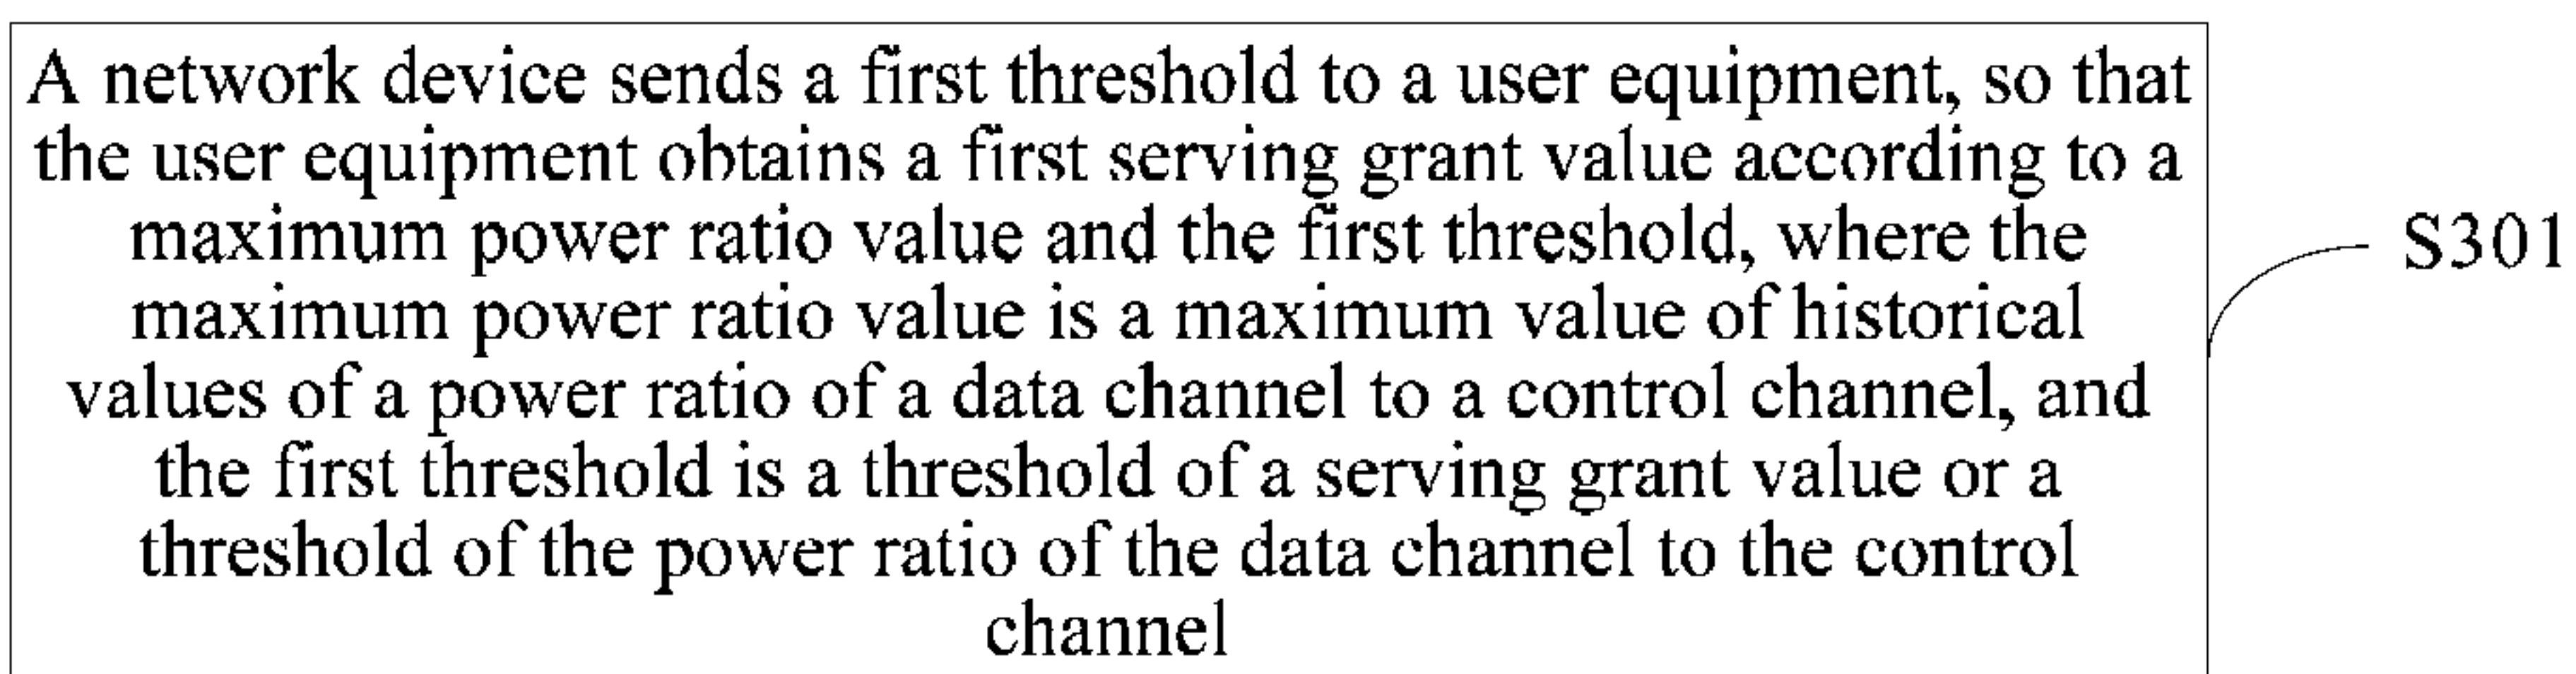 A network device sends a first threshold to a user equipment, so that
the user equipment obtains a first serving grant value according to a
maximum power ratio value and the first threshold, where the
maximum power ratio value is a maximum value of historical
values of a power ratio of a data channel to a control channel, and
the first threshold is a threshold of a serving grant value or a
threshold of the power ratio of the data channel to the control
channel
S301